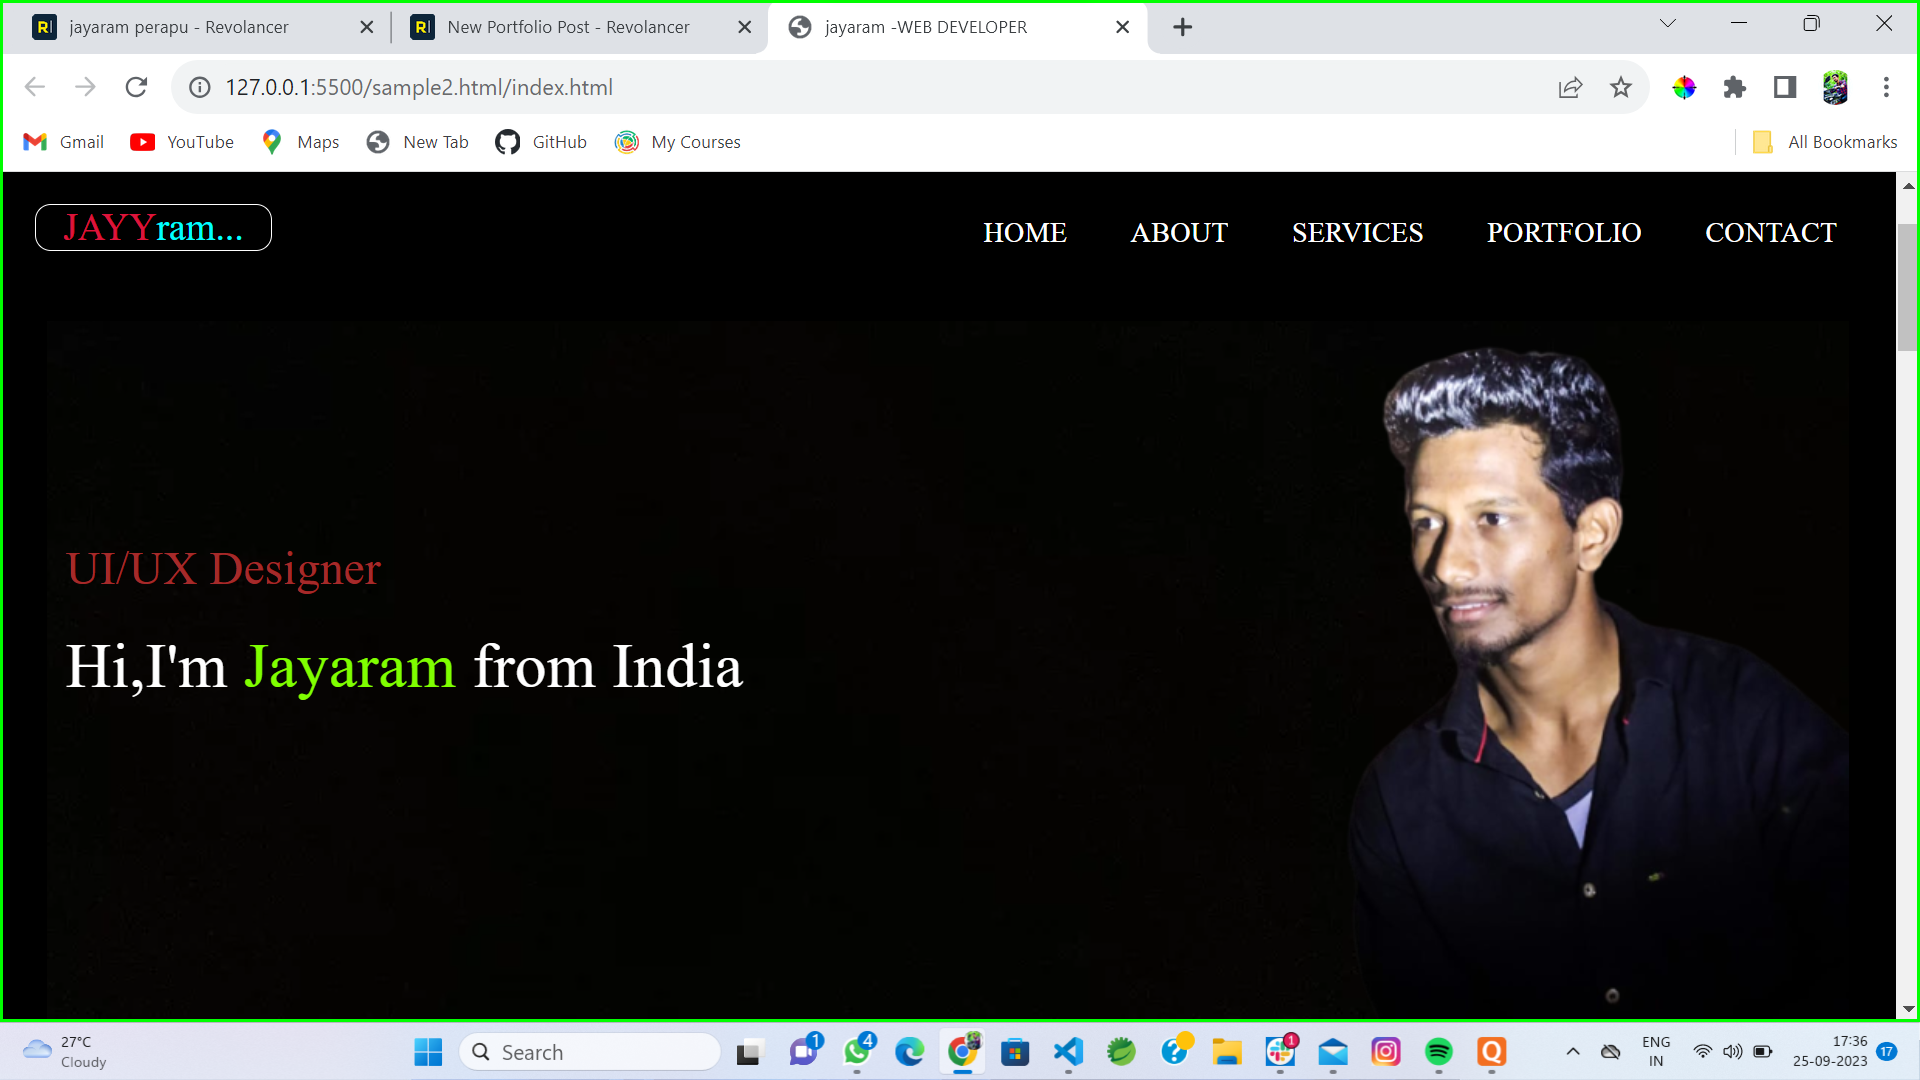 jayaram perapu - Revolancer
New Portfolio Post - Revolancer
jayaram -WEB DEVELOPER
127.0.0.1:5500/sample2.html/index.html
Gmail
YouTube
Maps
New Tab
GitHub
My Courses
All Bookmarks
JAYYram...
HOME
ABOUT
SERVICES
PORTFOLIO
CONTACT
UI/UX Designer
Hi,I'm Jayaram from India
27°C
Cloudy
Search
1
4
1
ENG
IN
17:36
25-09-2023
17